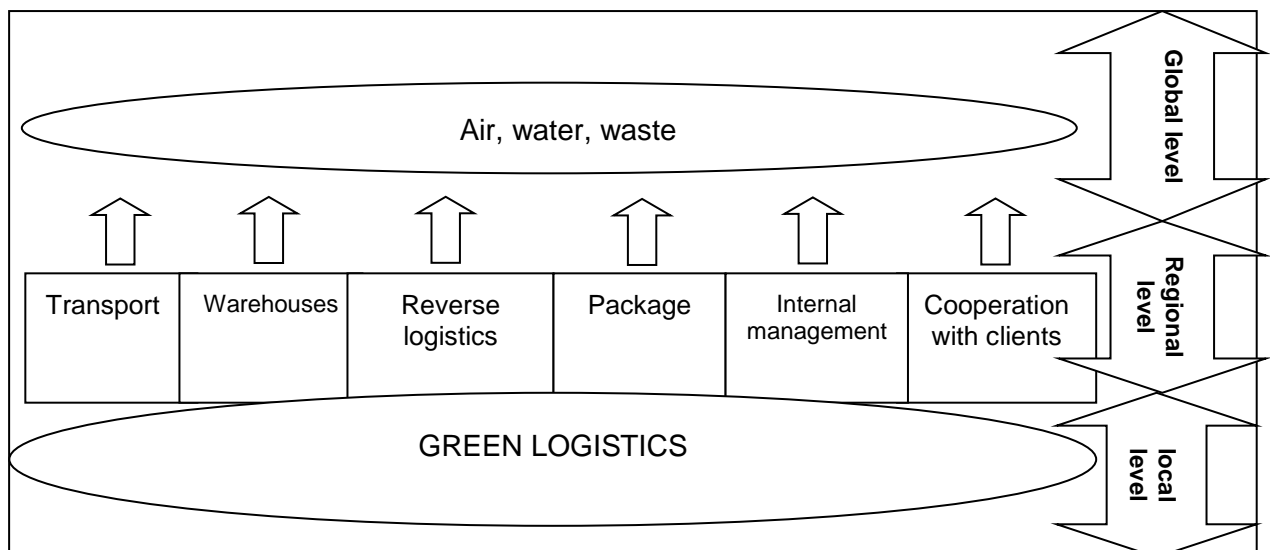 Air, water, waste
Transport
Warehouses
Reverse
logistics
Package
Internal
management
Cooperation
with clients
GREEN LOGISTICS
Global level
Regional
level
local
level